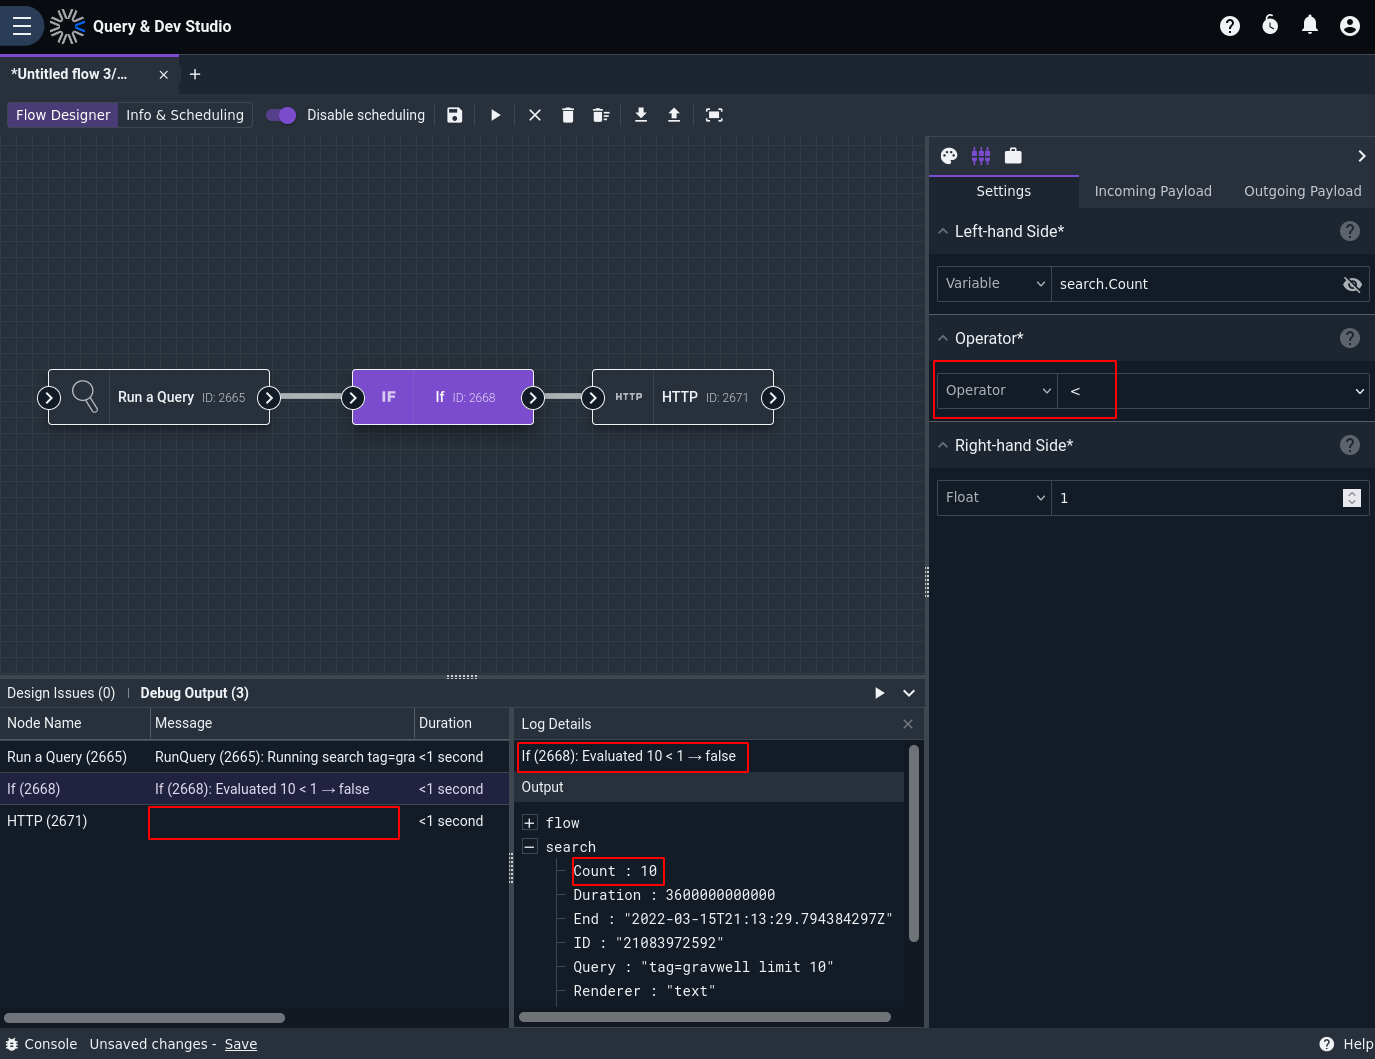 Query & Dev Studio
*Untitled flow 3/...
Flow Designer Info & Scheduling Disable scheduling
Settings Incoming Payload Outgoing Payload
Left-hand Side*
Variable search.Count
Operator*
Operator <
Right-hand Side*
Float 1
Run a Query ID: 2665
IF If ID: 2668
HTTP HTTP ID: 2671
Design Issues (0) Debug Output (3)
Node Name Message Duration
Run a Query (2665) RunQuery (2665): Running search tag=gra <1 second
If (2668) If (2668): Evaluated 10 < 1 → false <1 second
HTTP (2671) <1 second
Log Details
If (2668): Evaluated 10 < 1 → false
Output
flow
search
Count : 10
Duration : 3600000000000
End : "2022-03-15T21:13:29.794384297Z"
ID : "21083972592"
Query : "tag=gravwell limit 10"
Renderer : "text"
Console Unsaved changes - Save
Help